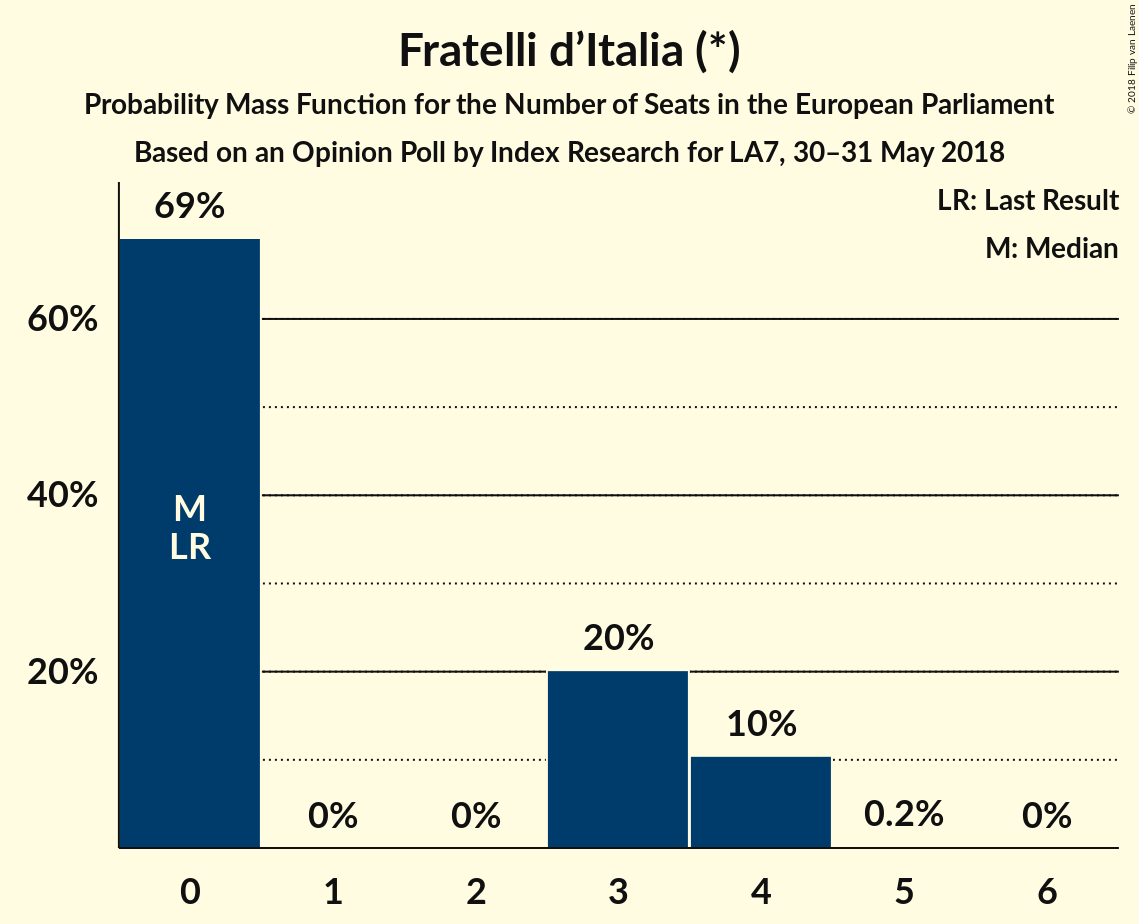 Fratelli d’Italia (*)
Probability Mass Function for the Number of Seats in the European Parliament
Based on an Opinion Poll by Index Research for LA7, 30–31 May 2018
© 2018 Filip van Laenen
LR: Last Result
M: Median
69%
60%
40%
20%
M
LR
0%
0%
20%
10%
0.2%
0%
0
1
2
3
4
5
6